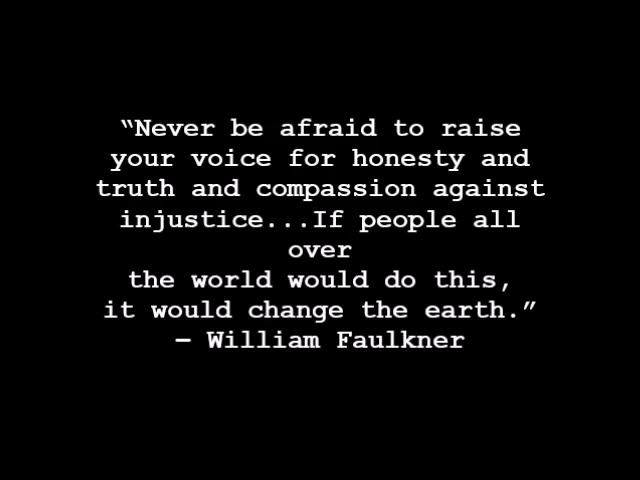 “Never be afraid to raise
your voice for honesty and
truth and compassion against
injustice...If people all
over
the world would do this,
it would change the earth.”
— William Faulkner